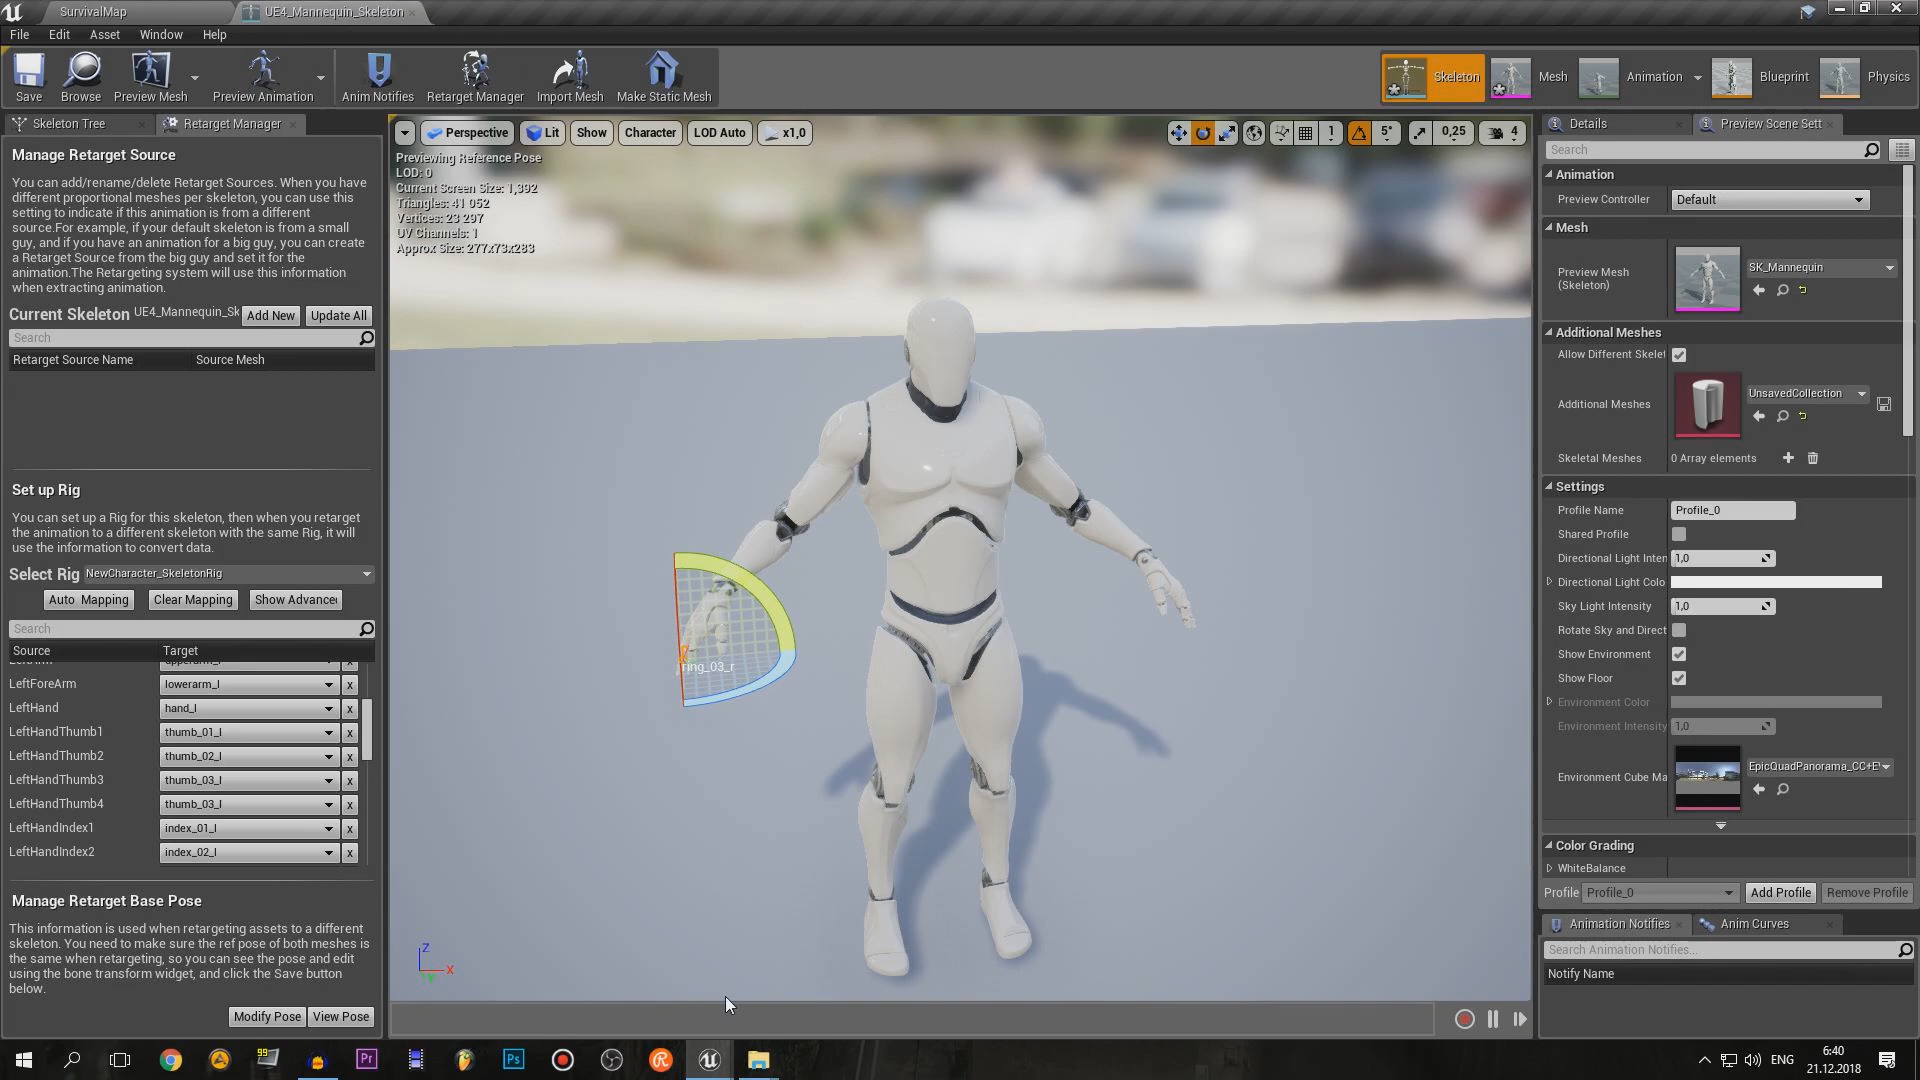 SurvivalMap
UE4_Mannequin_Skeleton
File Edit Asset Window Help
Save Browse Preview Mesh Preview Animation Anim Notifies Retarget Manager Import Mesh Make Static Mesh
Skeleton Mesh Animation Blueprint Physics
Skeleton Tree Retarget Manager
Manage Retarget Source
You can add/rename/delete Retarget Sources. When you have
different proportional meshes per skeleton, you can use this
setting to indicate if this animation is from a different
source.For example, if your default skeleton is from a small
guy, and if you have an animation for a big guy, you can create
a Retarget Source from the big guy and set it for the
animation.The Retargeting system will use this information
when extracting animation.
Current Skeleton UE4_Mannequin_Sk Add New Update All
Search
Retarget Source Name Source Mesh
Set up Rig
You can set up a Rig for this skeleton, then when you retarget
the animation to a different skeleton with the same Rig, it will
use the information to convert data.
Select Rig NewCharacter_SkeletonRig
Auto Mapping Clear Mapping Show Advanced
Search
Source Target
LeftForeArm lowerarm_l x
LeftHand hand_l x
LeftHandThumb1 thumb_01_l x
LeftHandThumb2 thumb_02_l x
LeftHandThumb3 thumb_03_l x
LeftHandThumb4 thumb_03_l x
LeftHandIndex1 index_01_l x
LeftHandIndex2 index_02_l x
Manage Retarget Base Pose
This information is used when retargeting assets to a different
skeleton. You need to make sure the ref pose of both meshes is
the same when retargeting, so you can see the pose and edit
using the bone transform widget, and click the Save button
below.
Modify Pose View Pose
Perspective Lit Show Character LOD Auto x1,0
1 5° 0,25 4
Previewing Reference Pose
LOD: 0
Current Screen Size: 1,392
Triangles: 41 052
Vertices: 23 297
UV Channels: 1
Approx Size: 277x73x283
ring_03_r
Z
X
Y
Details Preview Scene Sett
Search
Animation
Preview Controller Default
Mesh
Preview Mesh
(Skeleton)
SK_Mannequin
Additional Meshes
Allow Different Skelet
Additional Meshes UnsavedCollection
Skeletal Meshes 0 Array elements
Settings
Profile Name Profile_0
Shared Profile
Directional Light Inten 1,0
Directional Light Colo
Sky Light Intensity 1,0
Rotate Sky and Direct
Show Environment
Show Floor
Environment Color
Environment Intensity 1,0
Environment Cube Ma EpicQuadPanorama_CC+E
Color Grading
WhiteBalance
Profile Profile_0 Add Profile Remove Profile
Animation Notifies Anim Curves
Search Animation Notifies...
Notify Name
99
Pr
Ps
ENG
6:40
21.12.2018